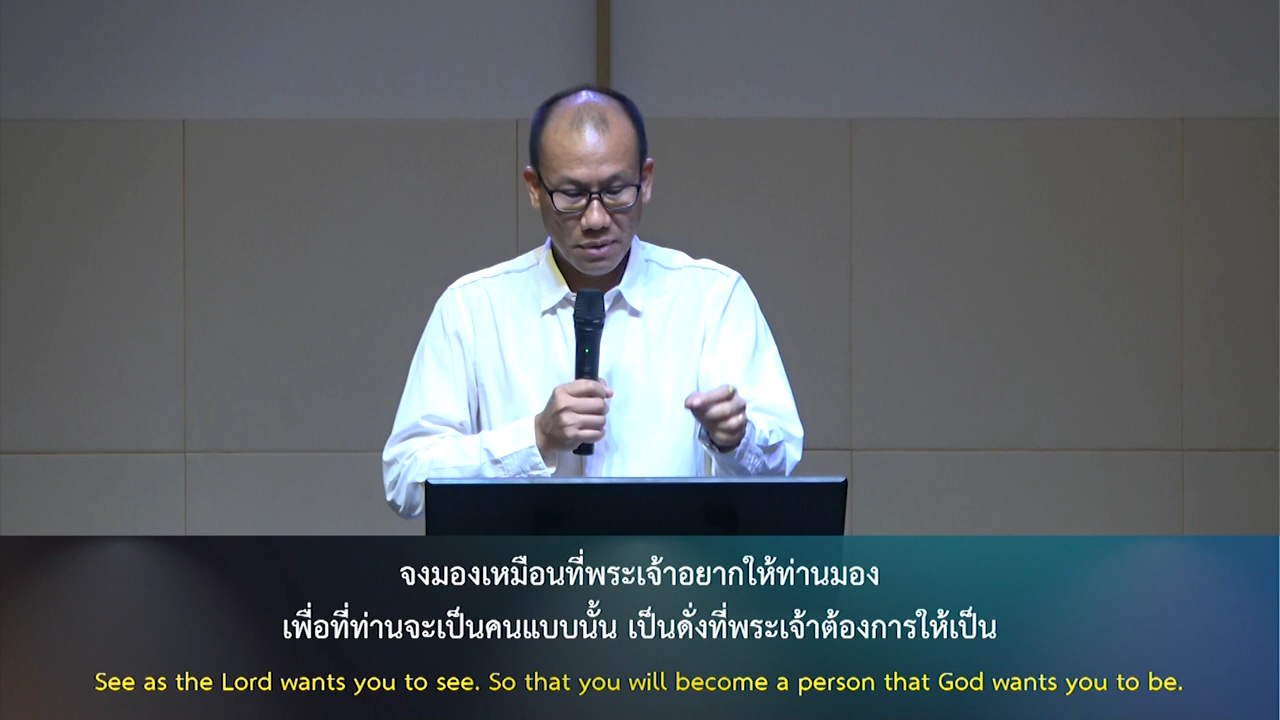 จงมองเหมือนที่พระเจ้าอยากให้ท่านมอง
เพื่อที่ท่านจะเป็นคนแบบนั้น เป็นดั่งที่พระเจ้าต้องการให้เป็น
See as the Lord wants you to see. So that you will become a person that God wants you to be.